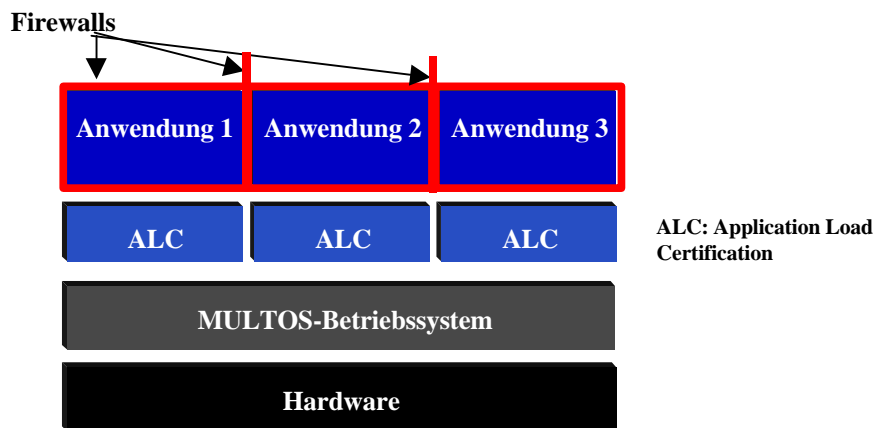 Firewalls
Anwendung 1
Anwendung 2
Anwendung 3
ALC
ALC
ALC
ALC: Application Load
Certification
MULTOS-Betriebssystem
Hardware